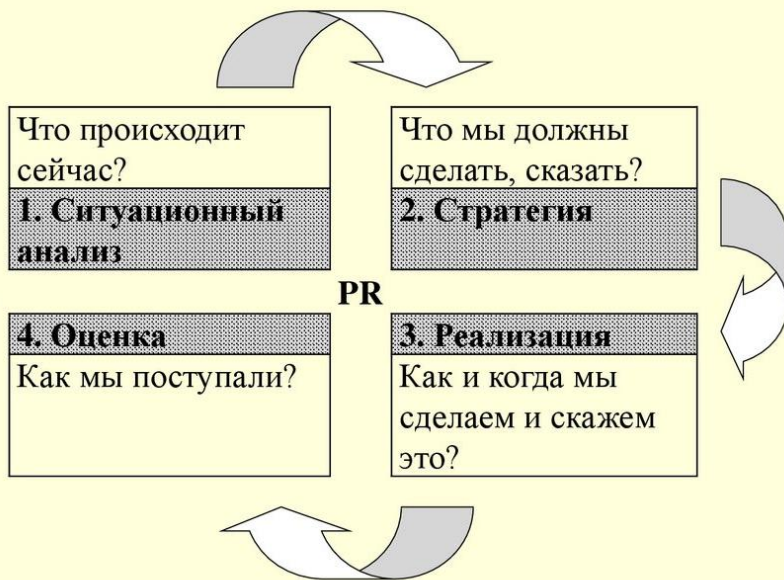 Что происходит
сейчас?
1. Ситуационный
анализ
Что мы должны
сделать, сказать?
2. Стратегия
PR
4. Оценка
Как мы поступали?
3. Реализация
Как и когда мы
сделаем и скажем
это?